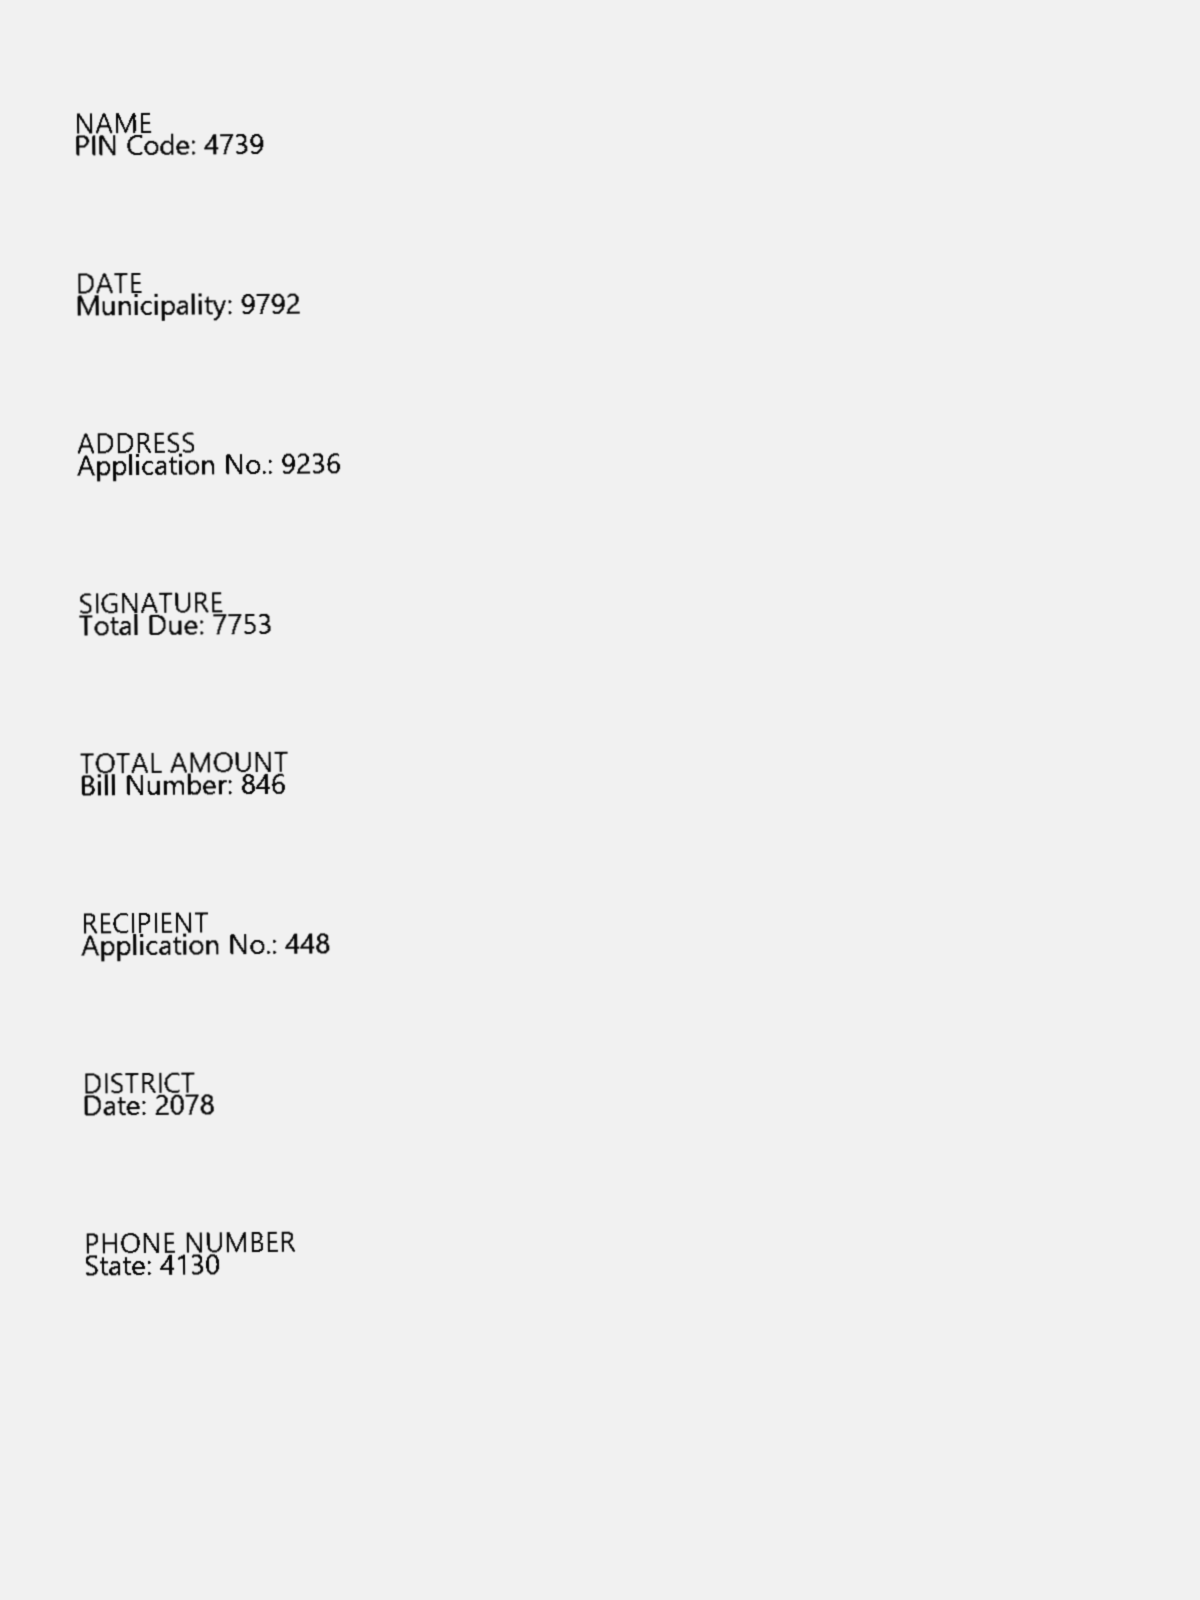 NAME
PIN Code: 4739
DATE
Municipality: 9792
ADDRESS
Application No.: 9236
SIGNATURE
Total Due: 7753
TOTAL AMOUNT
Bill Number: 846
RECIPIENT
Application No.: 448
DISTRICT
Date: 2078
PHONE NUMBER
State: 4130